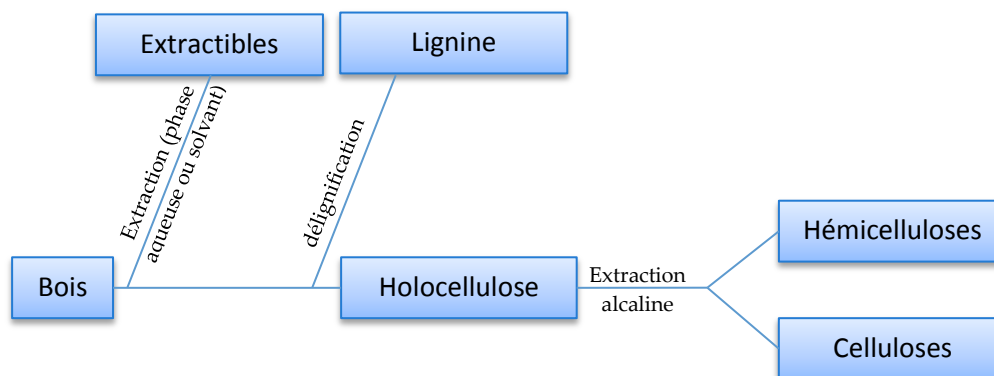 Extractibles
Lignine
Extraction (phase
aqueuse ou solvant)
délignification
Bois
Holocellulose
Extraction
alcaline
Hémicelluloses
Celluloses